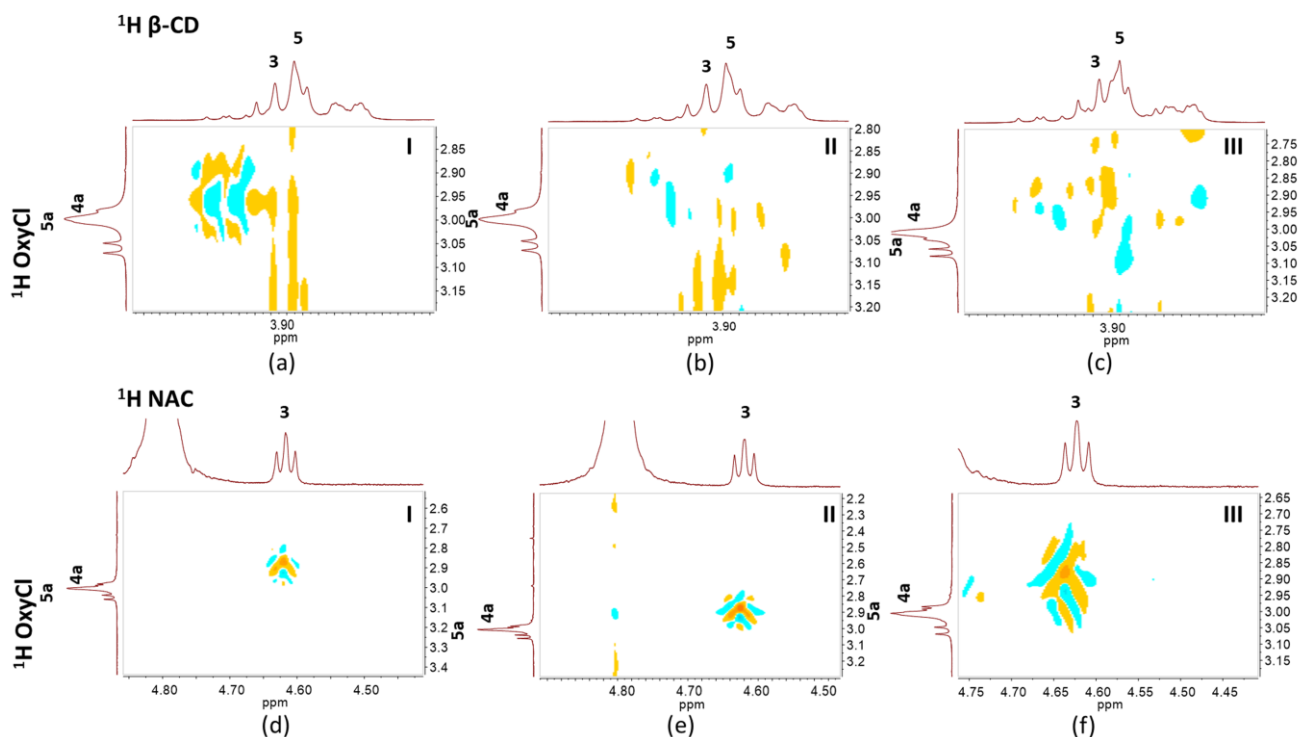 ¹H β-CD
3 5
3 5
3 5
I
II
III
5a 4a
5a 4a
5a 4a
¹H OxyCl
2.85
2.90
2.95
3.00
3.05
3.10
3.15
2.80
2.85
2.90
2.95
3.00
3.05
3.10
3.15
3.20
2.75
2.80
2.85
2.90
2.95
3.00
3.05
3.10
3.15
3.20
3.90
ppm
3.90
ppm
3.90
ppm
(a)
(b)
(c)
¹H NAC
3
3
3
I
II
III
5a 4a
5a 4a
5a 4a
¹H OxyCl
2.6
2.7
2.8
2.9
3.0
3.1
3.2
3.3
3.4
2.2
2.3
2.4
2.5
2.6
2.7
2.8
2.9
3.0
3.1
3.2
2.65
2.70
2.75
2.80
2.85
2.90
2.95
3.00
3.05
3.10
3.15
4.80 4.70 4.60 4.50
ppm
4.80 4.70 4.60 4.50
ppm
4.75 4.70 4.65 4.60 4.55 4.50 4.45
ppm
(d)
(e)
(f)